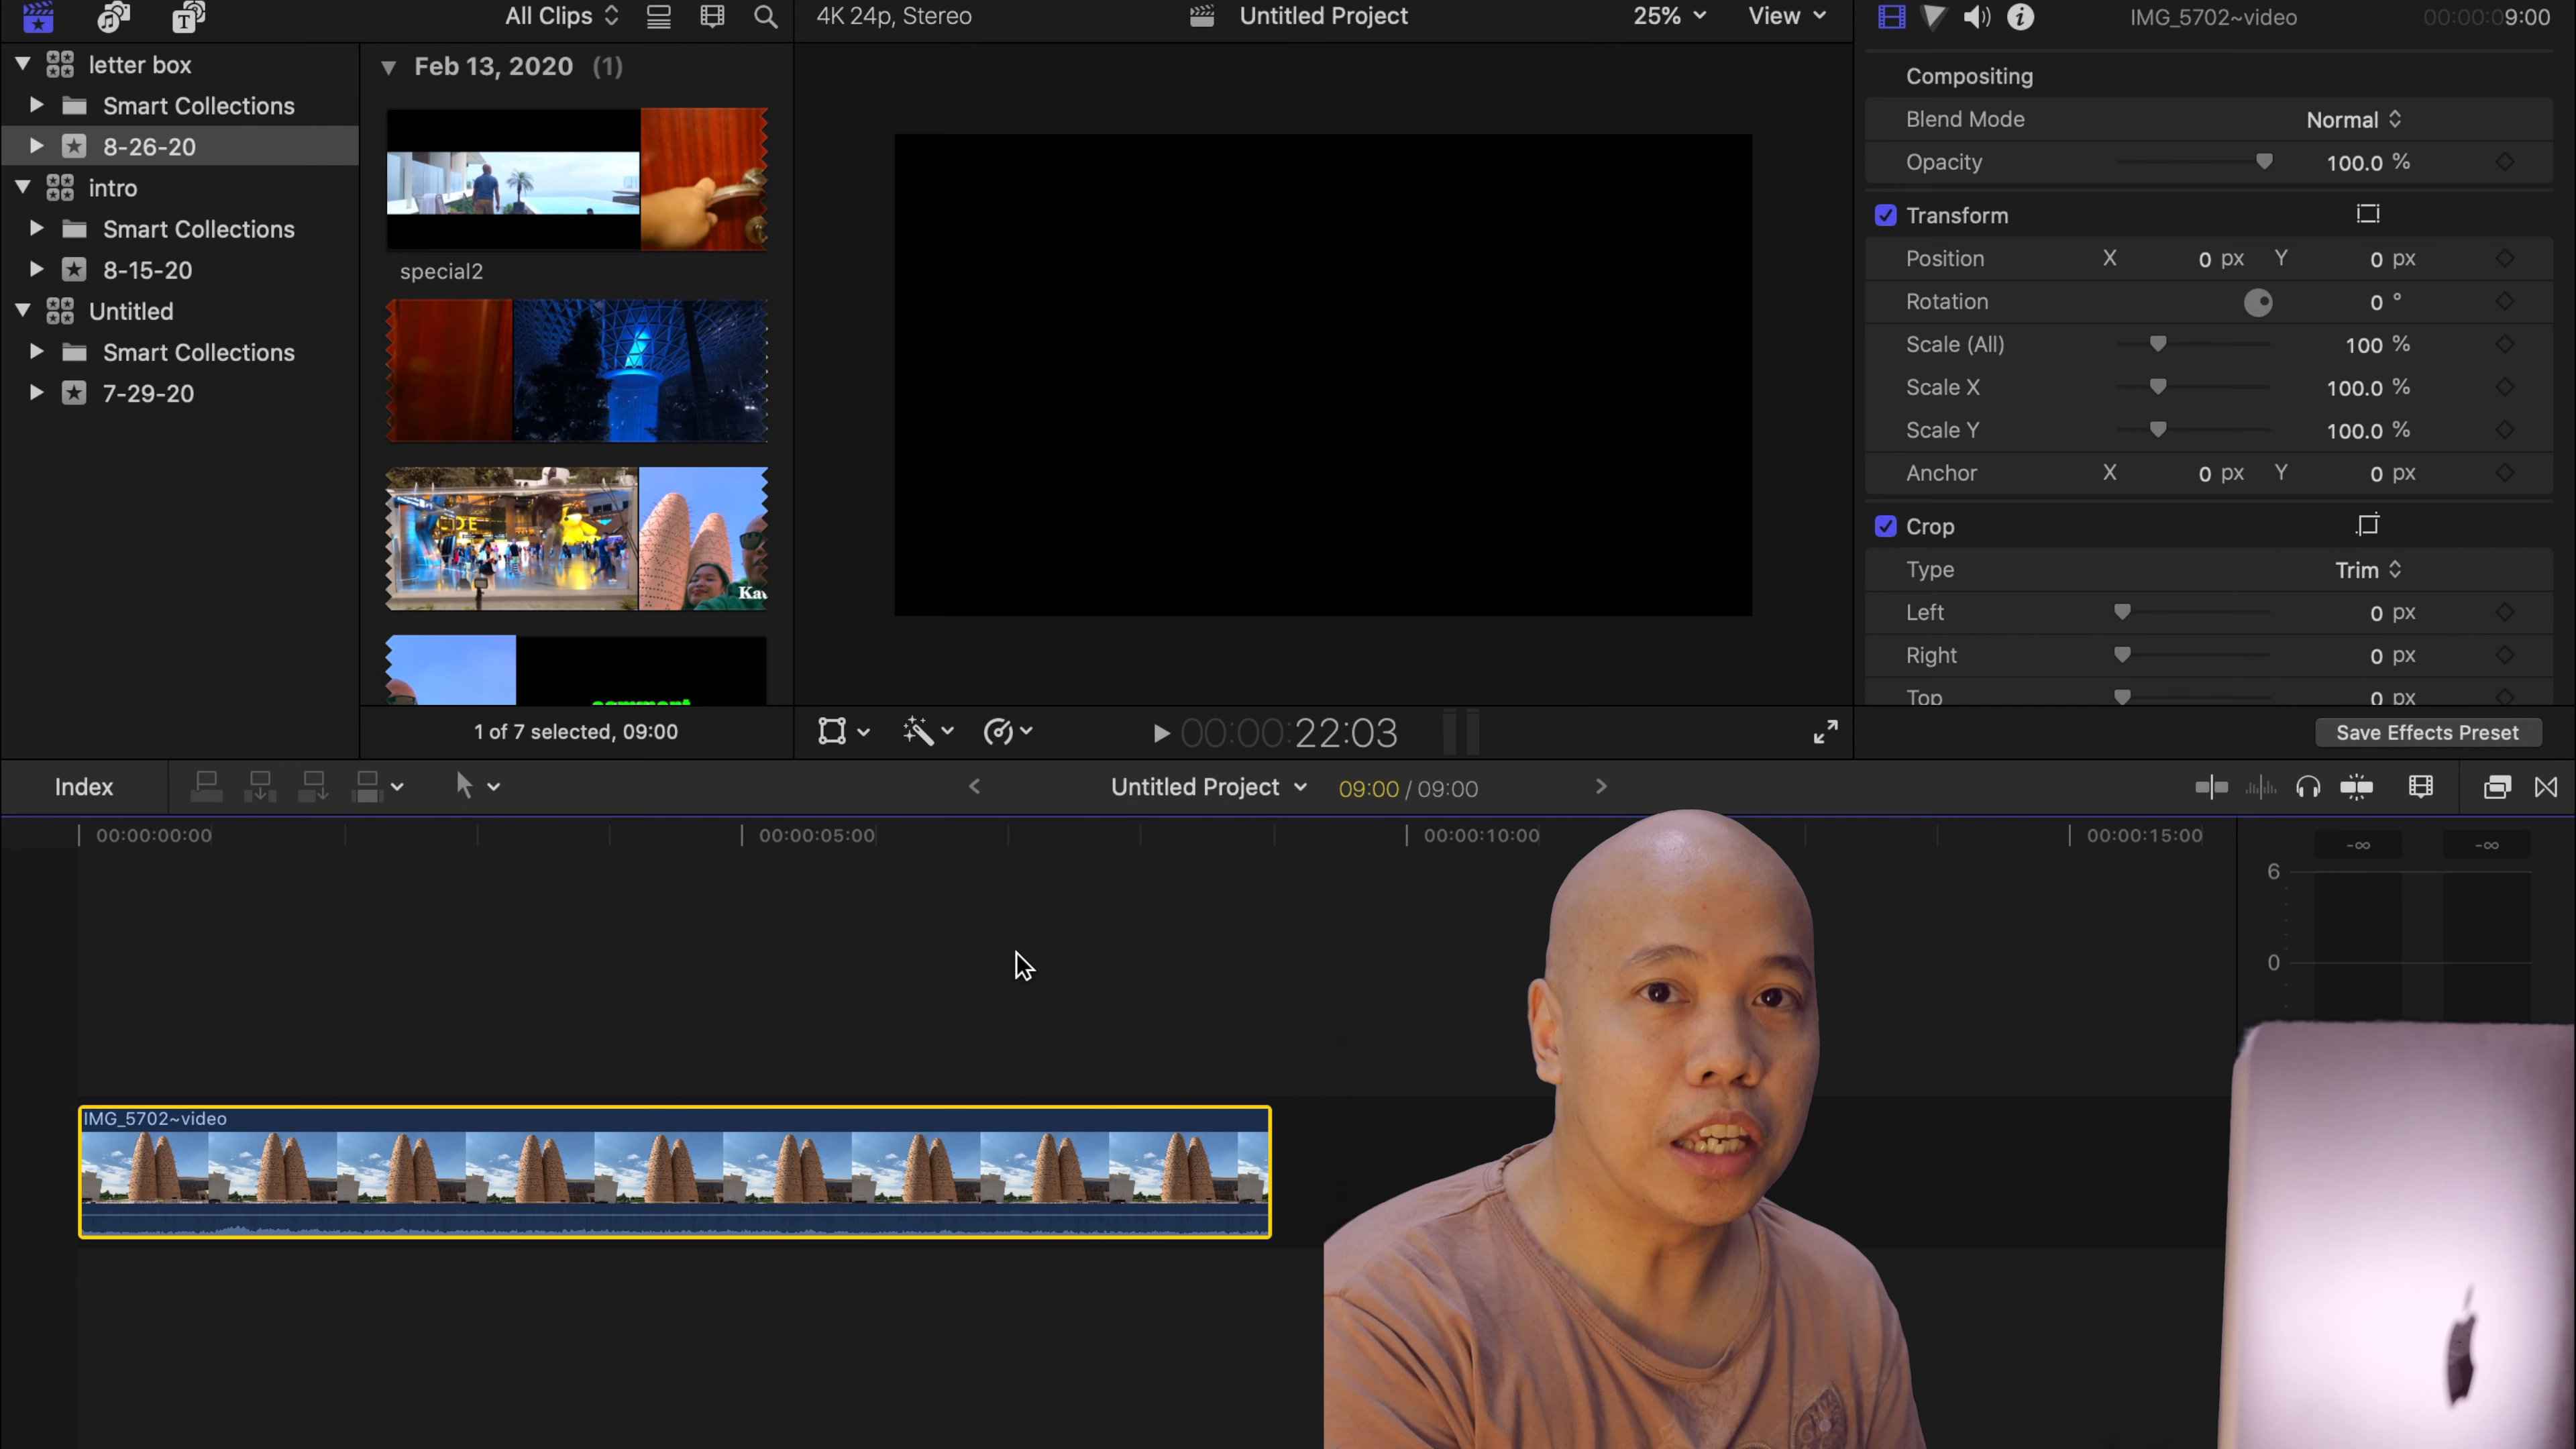 All Clips
4K 24p, Stereo
Untitled Project
25%
View
IMG_5702~video
00:00:09:00
letter box
Smart Collections
8-26-20
intro
Smart Collections
8-15-20
Untitled
Smart Collections
7-29-20
Feb 13, 2020 (1)
special2
1 of 7 selected, 09:00
00:00:22:03
Compositing
Blend Mode Normal
Opacity 100.0 %
Transform
Position X 0 px Y 0 px
Rotation 0 °
Scale (All) 100 %
Scale X 100.0 %
Scale Y 100.0 %
Anchor X 0 px Y 0 px
Crop
Type Trim
Left 0 px
Right 0 px
Top 0 px
Save Effects Preset
Index
Untitled Project
09:00 / 09:00
00:00:00:00
00:00:05:00
00:00:10:00
00:00:15:00
-∞ -∞
6
0
IMG_5702~video